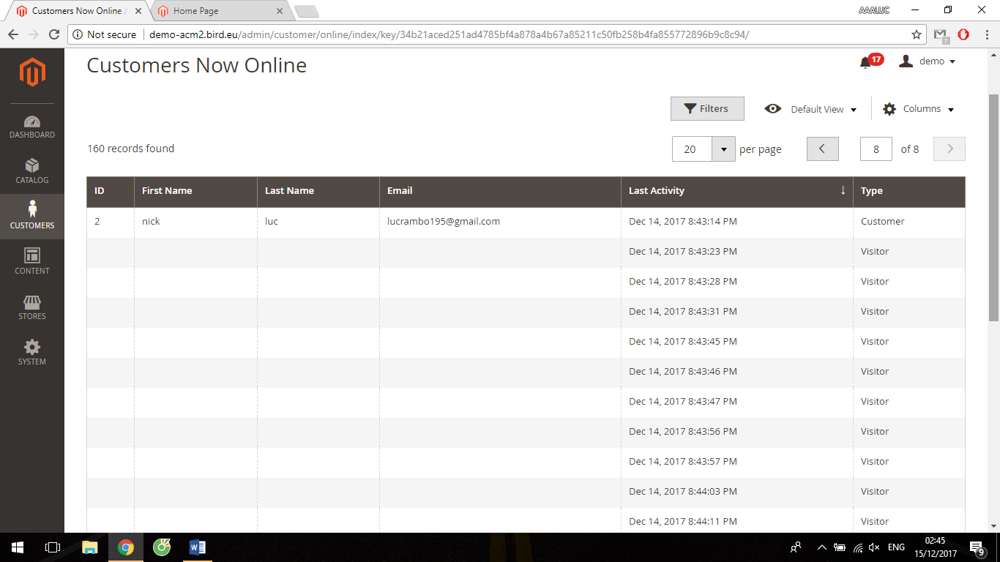 Customers Now Online /
Home Page
AAALUC
Not secure
demo-acm2.bird.eu/admin/customer/online/index/key/34b21aced251ad4785bf4a878a4b67a85211c50fb258b4fa855772896b9c8c94/
Customers Now Online
17
demo
DASHBOARD
CATALOG
CUSTOMERS
CONTENT
STORES
SYSTEM
Filters
Default View
Columns
160 records found
20 per page 8 of 8
ID First Name Last Name Email Last Activity Type
2 nick luc lucrambo195@gmail.com Dec 14, 2017 8:43:14 PM Customer
Dec 14, 2017 8:43:23 PM Visitor
Dec 14, 2017 8:43:28 PM Visitor
Dec 14, 2017 8:43:31 PM Visitor
Dec 14, 2017 8:43:45 PM Visitor
Dec 14, 2017 8:43:46 PM Visitor
Dec 14, 2017 8:43:47 PM Visitor
Dec 14, 2017 8:43:56 PM Visitor
Dec 14, 2017 8:43:57 PM Visitor
Dec 14, 2017 8:44:03 PM Visitor
Dec 14, 2017 8:44:11 PM Visitor
ENG
02:45
15/12/2017
9